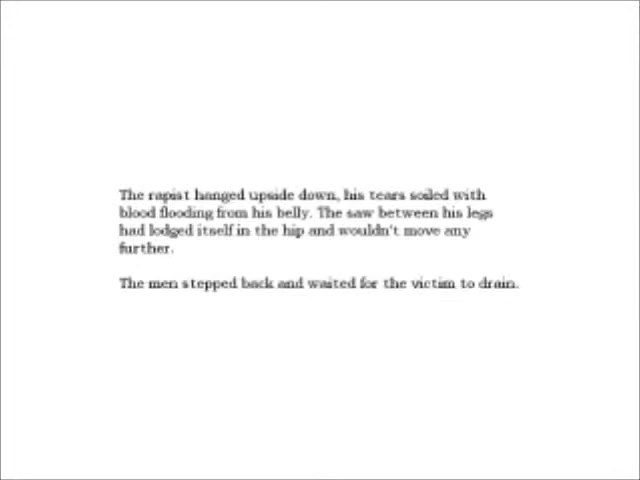 The rapist hanged upside down, his tears soiled with
blood flooding from his belly. The saw between his legs
had lodged itself in the hip and wouldn't move any
further.
The men stepped back and waited for the victim to drain.